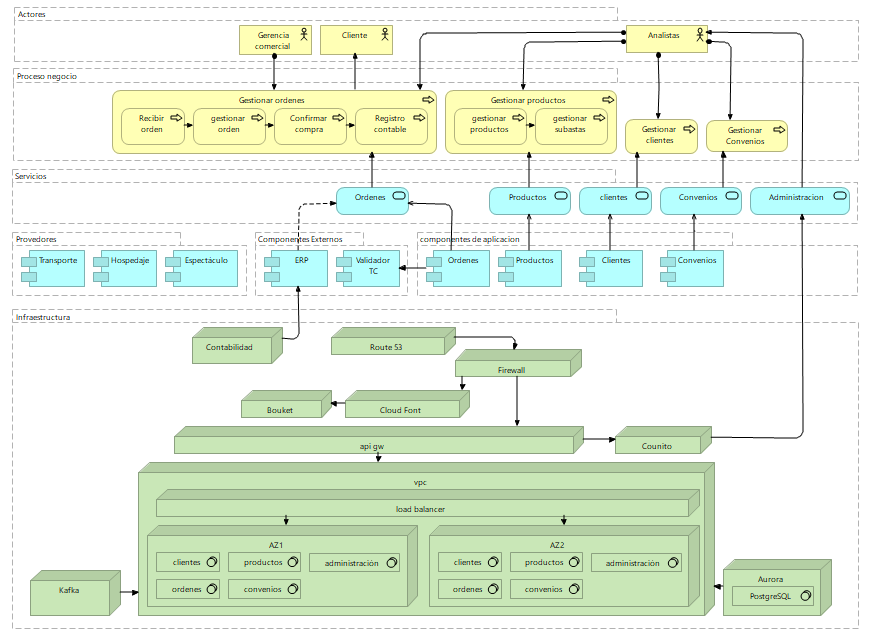 Actores
Gerencia
comercial
Cliente
Analistas
Proceso negocio
Gestionar ordenes
Recibir
orden
gestionar
orden
Confirmar
compra
Registro
contable
Gestionar productos
gestionar
productos
gestionar
subastas
Gestionar
clientes
Gestionar
Convenios
Servicios
Ordenes
Productos
clientes
Convenios
Administracion
Provedores
Transporte
Hospedaje
Espectáculo
Componentes Externos
ERP
Validador
TC
componentes de aplicacion
Ordenes
Productos
Clientes
Convenios
Infraestructura
Contabilidad
Route 53
Firewall
Bouket
Cloud Font
api gw
Counito
vpc
load balancer
AZ1
clientes
productos
administración
ordenes
convenios
AZ2
clientes
productos
administración
ordenes
convenios
Kafka
Aurora
PostgreSQL